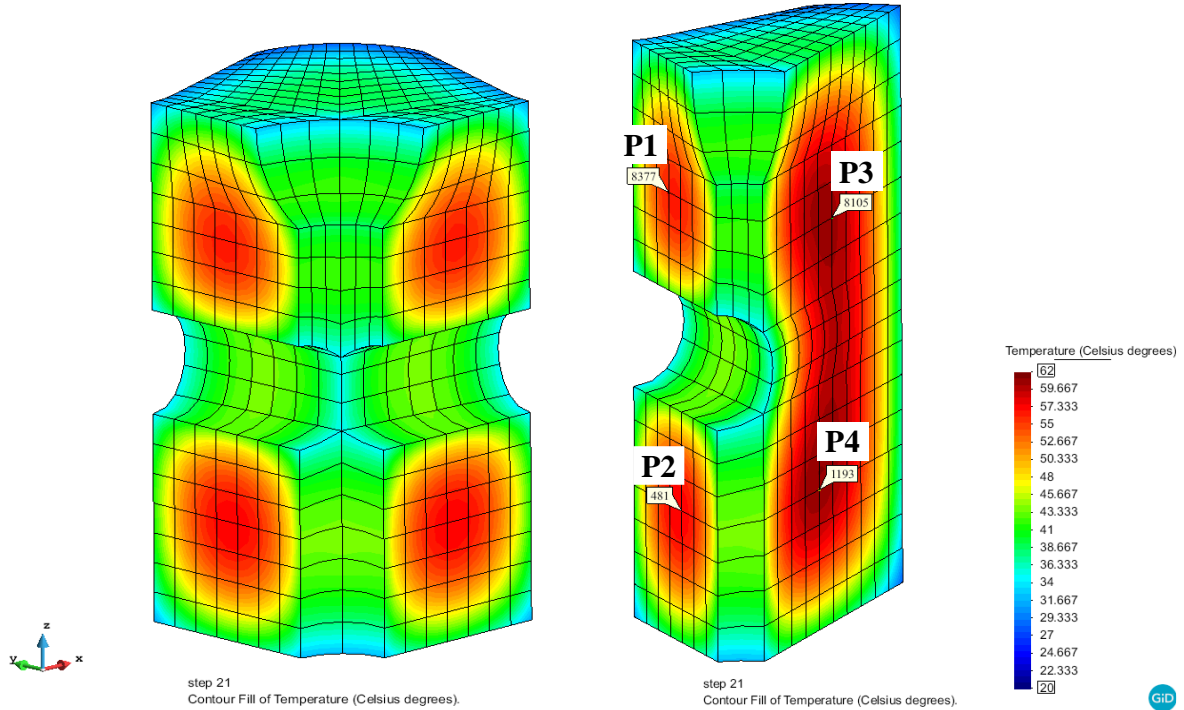 P1
8377
P3
8105
P2
481
P4
1193
Temperature (Celsius degrees)
62
59.667
57.333
55
52.667
50.333
48
45.667
43.333
41
38.667
36.333
34
31.667
29.333
27
24.667
22.333
20
z
y
x
step 21
Contour Fill of Temperature (Celsius degrees).
step 21
Contour Fill of Temperature (Celsius degrees).
GiD